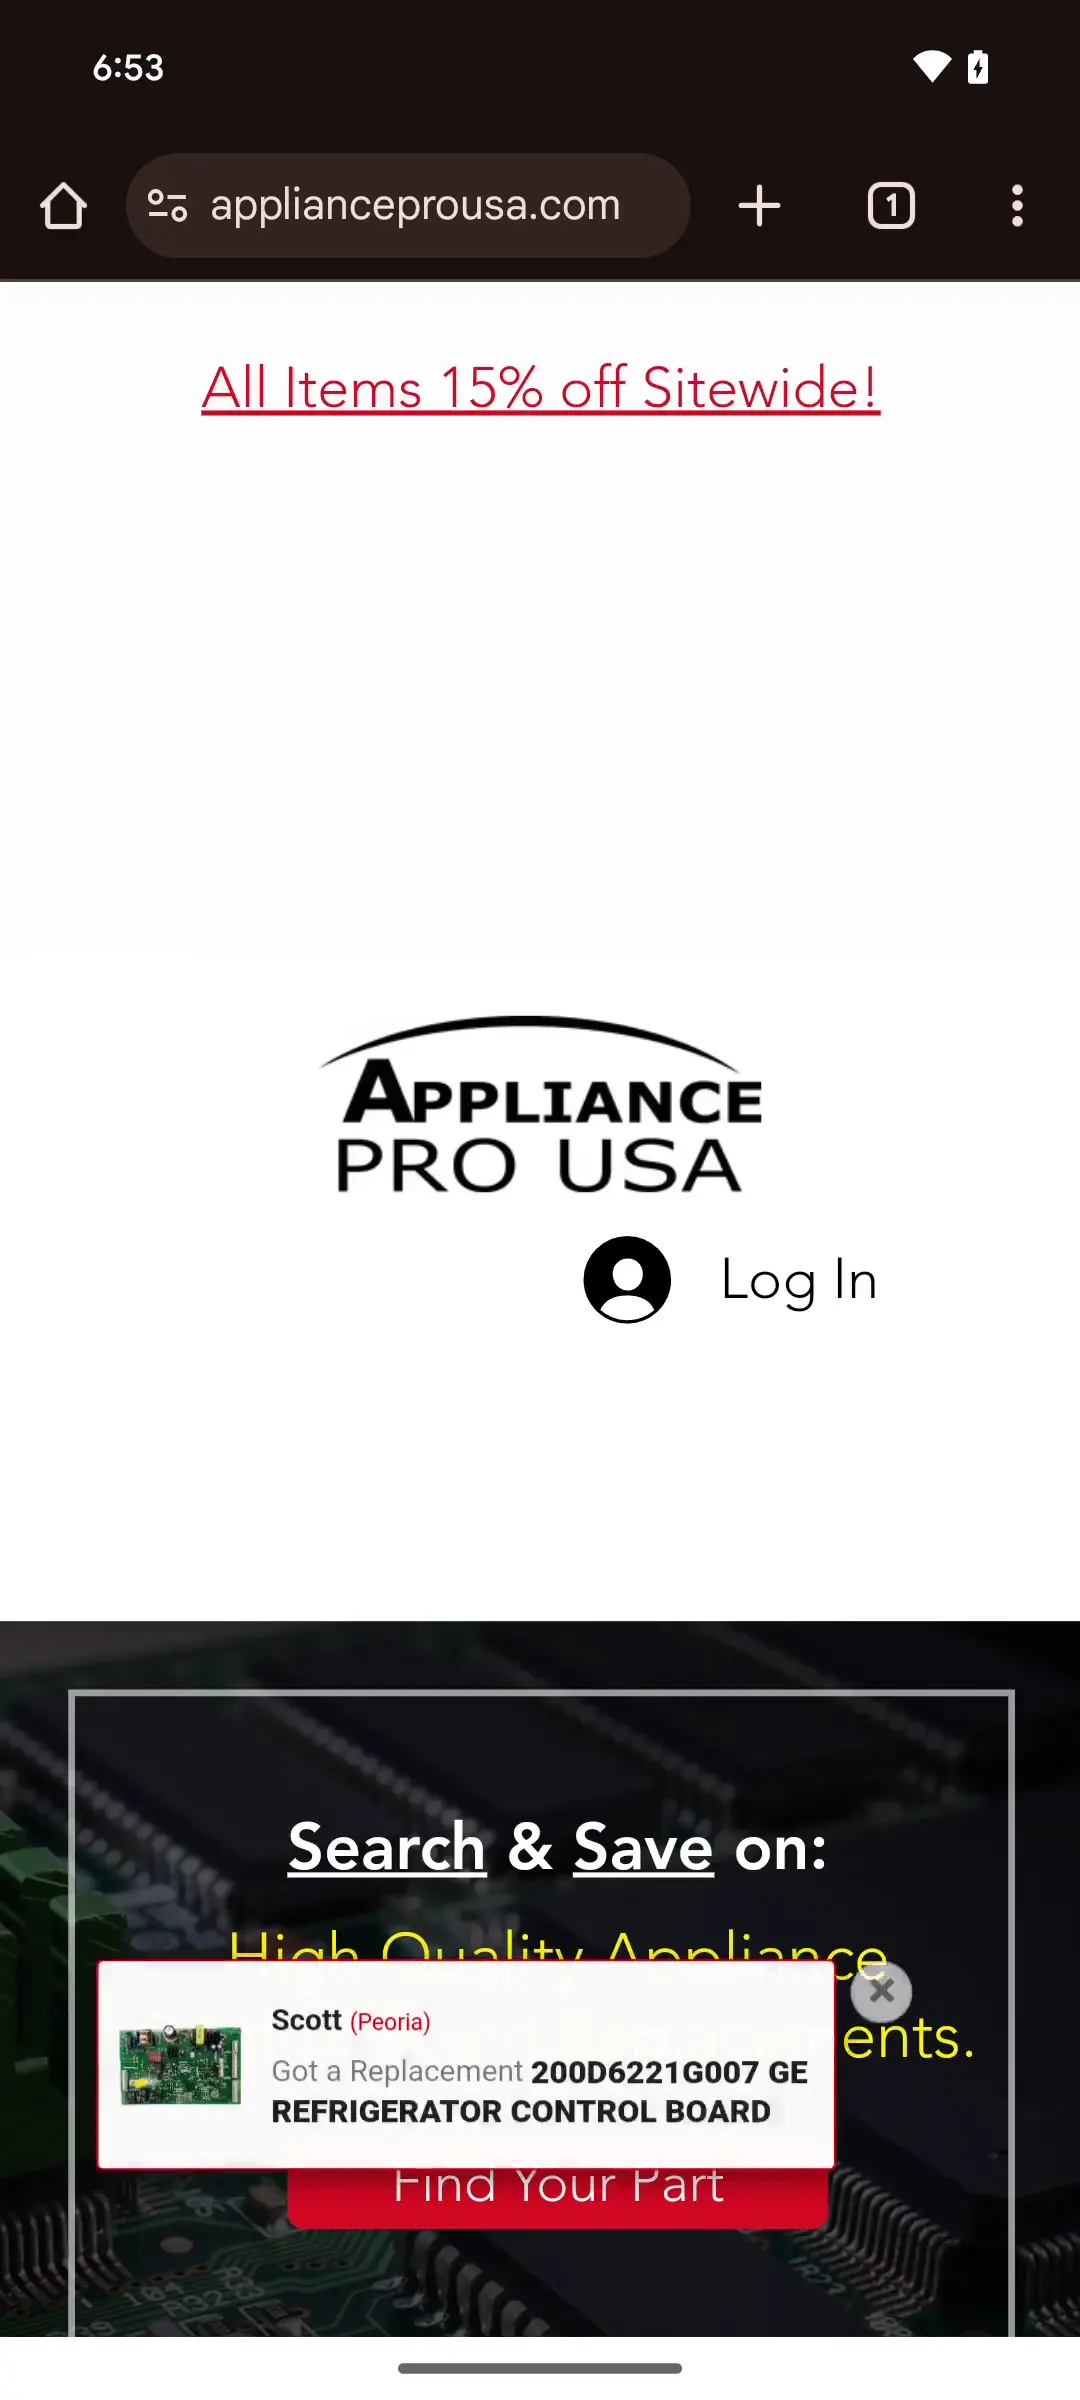 6:53
applianceprousa.com
1
All Items 15% off Sitewide!
APPLIANCE
PRO USA
Log In
Search & Save on:
High Quality Appliance
ents.
Scott (Peoria)
Got a Replacement 200D6221G007 GE
REFRIGERATOR CONTROL BOARD
Find Your Part